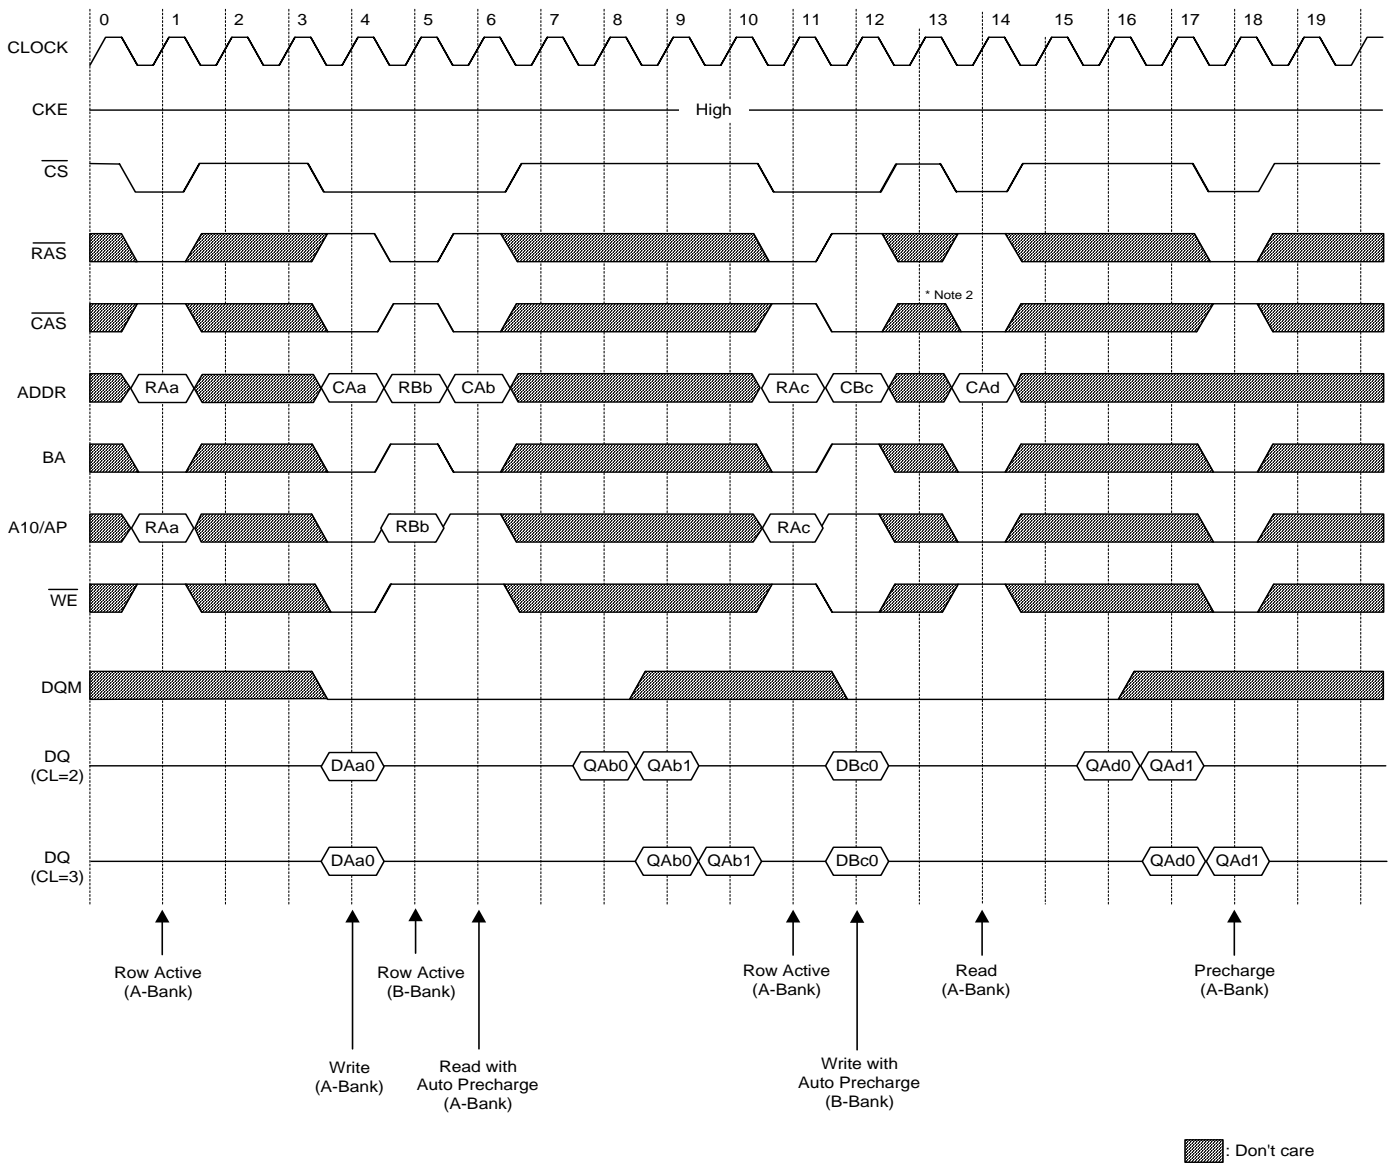 0 1 2 3 4 5 6 7 8 9 10 11 12 13 14 15 16 17 18 19
CLOCK
CKE High
CS
RAS
CAS * Note 2
ADDR RAa CAa RBb CAb RAc CBc CAd
BA
A10/AP RAa RBb RAc
WE
DQM
DQ
(CL=2) DAa0 QAb0 QAb1 DBc0 QAd0 QAd1
DQ
(CL=3) DAa0 QAb0 QAb1 DBc0 QAd0 QAd1
Row Active
(A-Bank)
Row Active
(B-Bank)
Row Active
(A-Bank)
Read
(A-Bank)
Precharge
(A-Bank)
Write
(A-Bank)
Read with
Auto Precharge
(A-Bank)
Write with
Auto Precharge
(B-Bank)
: Don't care